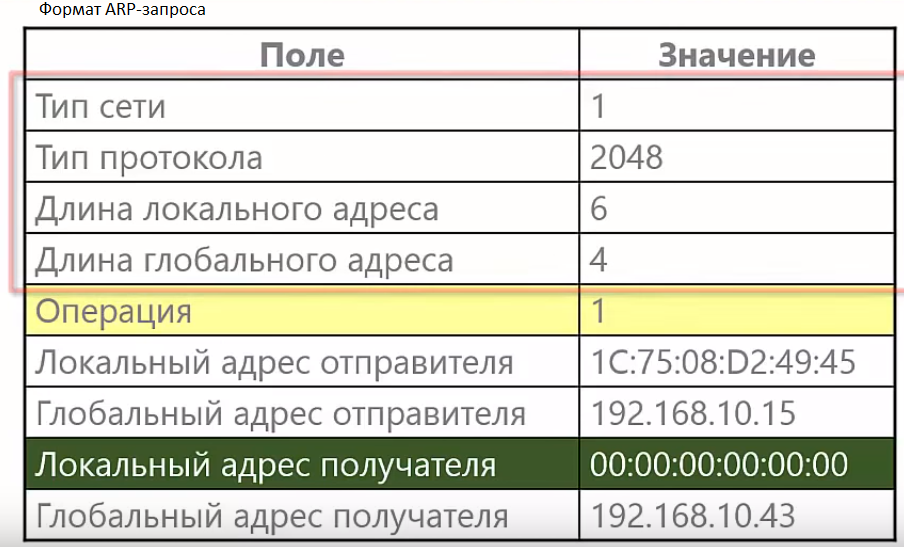 Формат ARP-запроса
Поле Значение
Тип сети 1
Тип протокола 2048
Длина локального адреса 6
Длина глобального адреса 4
Операция 1
Локальный адрес отправителя 1C:75:08:D2:49:45
Глобальный адрес отправителя 192.168.10.15
Локальный адрес получателя 00:00:00:00:00:00
Глобальный адрес получателя 192.168.10.43